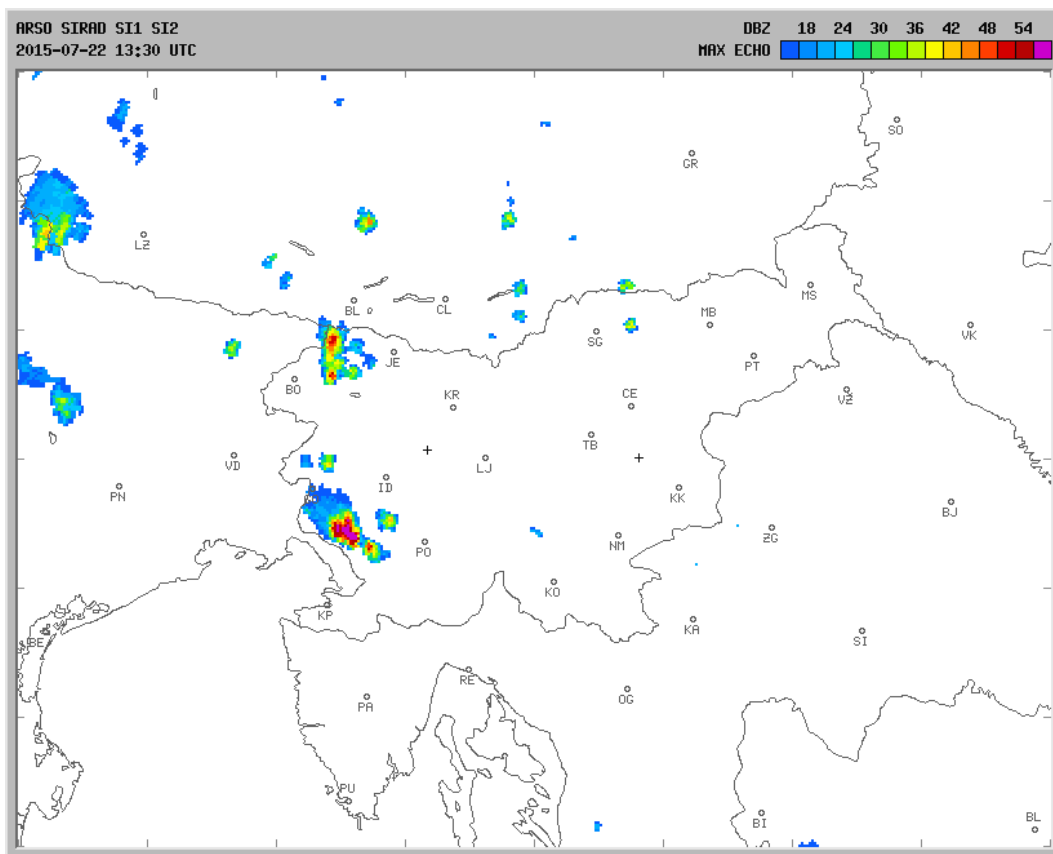 ARSO SIRAD SI1 SI2 DBZ 18 24 30 36 42 48 54
2015-07-22 13:30 UTC MAX ECHO
SO
GR
LZ
MS
BL CL
MB
VK
SG
JE PT
BO VZ
KR CE
TB
VD LJ
ID KK
PN
BJ
PO NM ZG
KO
KP
KA
BE SI
RE
OG
PA
PU
BI BL